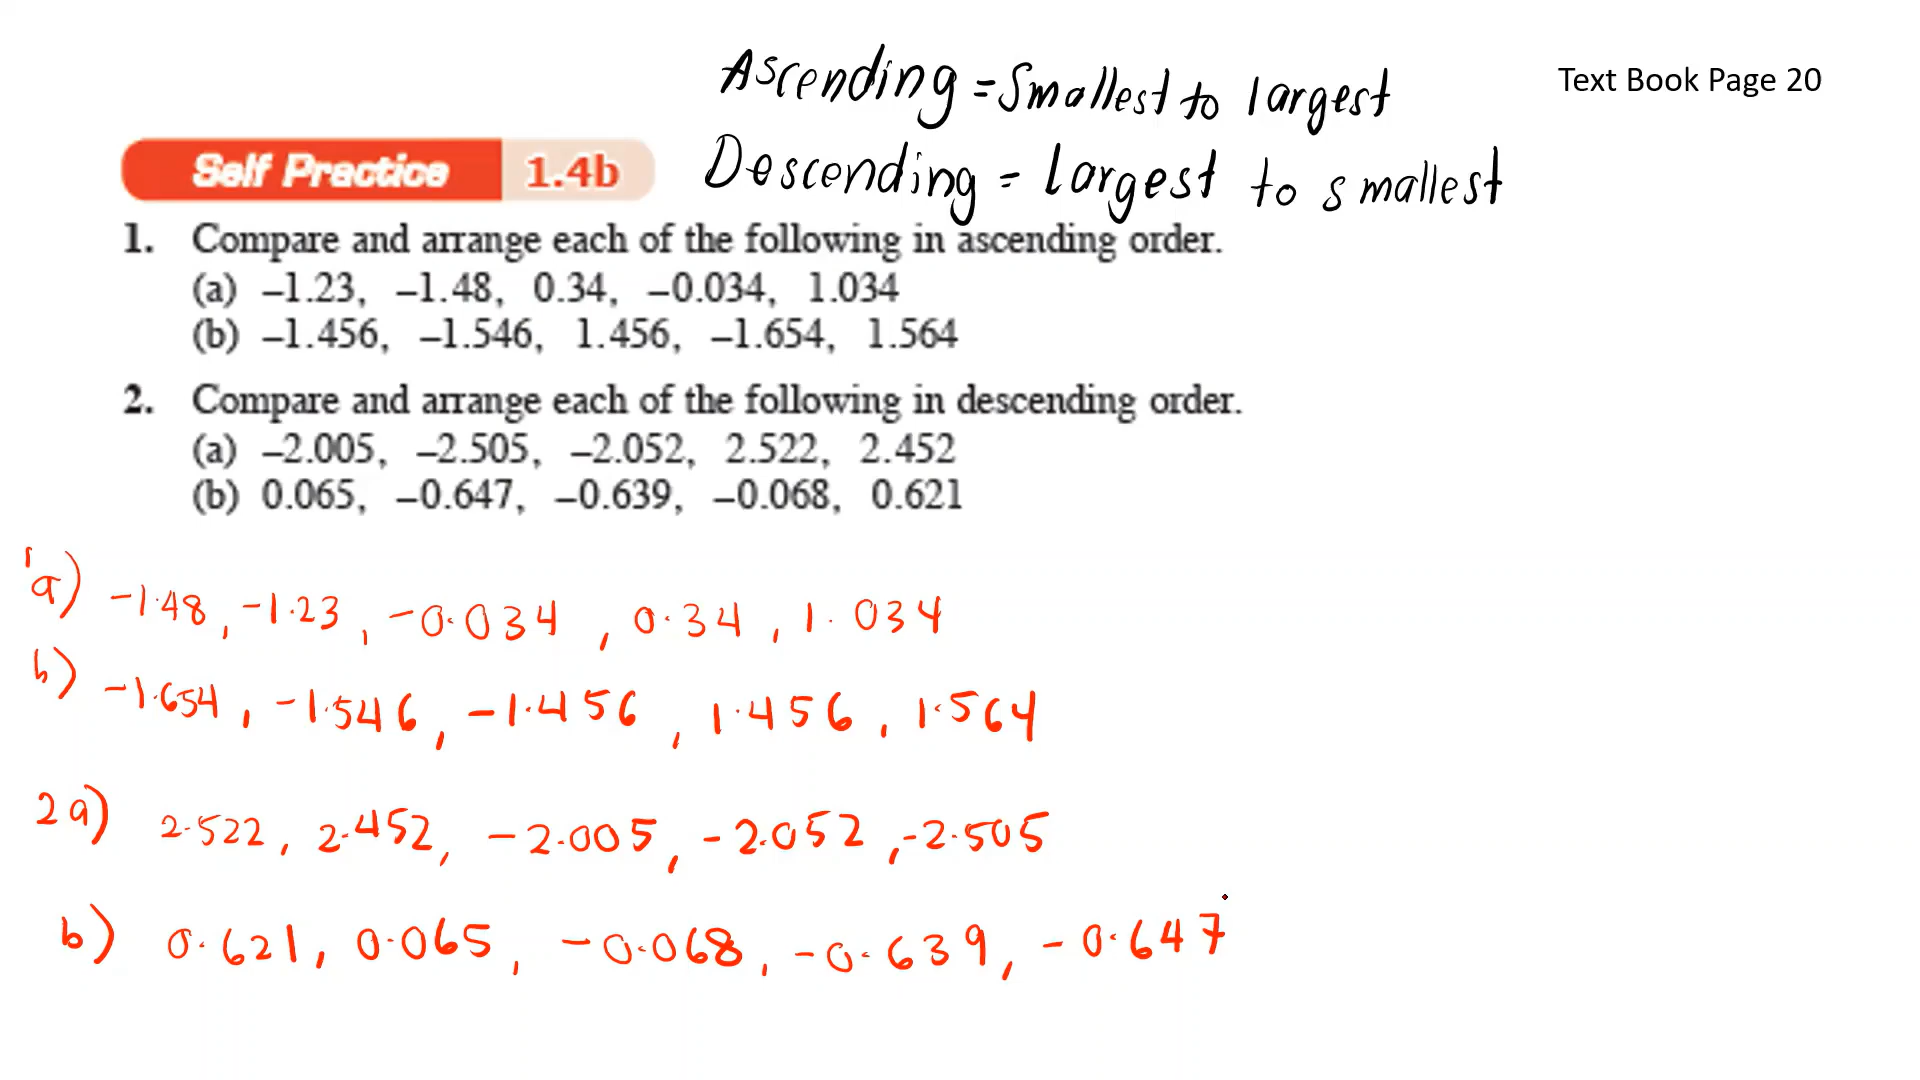 Ascending = Smallest to largest
Text Book Page 20
Descending = largest to smallest
Self Practice 1.4b
1. Compare and arrange each of the following in ascending order.
(a) –1.23, –1.48, 0.34, –0.034, 1.034
(b) –1.456, –1.546, 1.456, –1.654, 1.564
2. Compare and arrange each of the following in descending order.
(a) –2.005, –2.505, –2.052, 2.522, 2.452
(b) 0.065, –0.647, –0.639, –0.068, 0.621
1a) -1.48, -1.23, -0.034, 0.34, 1.034
b) -1.654, -1.546, -1.456, 1.456, 1.564
2a) 2.522, 2.452, -2.005, -2.052, -2.505
b) 0.621, 0.065, -0.068, -0.639, -0.647